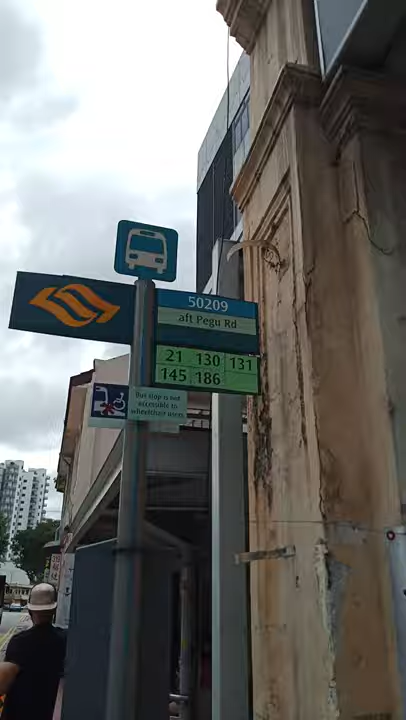 50209
aft Pegu Rd
21 130 131
145 186
Bus stop is not
accessible to
wheelchair users